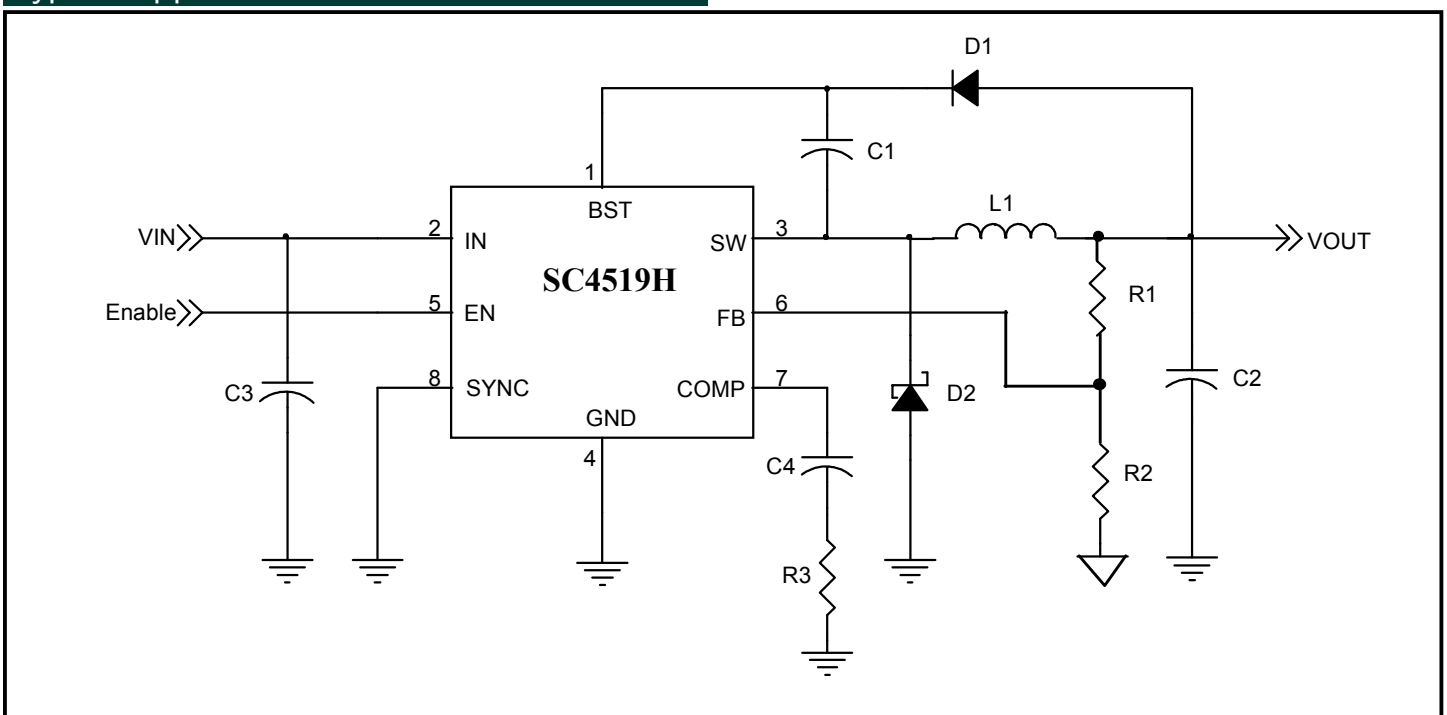 D1
C1
1
BST
L1
VIN
2
IN
SW
3
VOUT
SC4519H
R1
Enable
5
EN
FB
6
C3
8
SYNC
COMP
7
D2
C2
GND
4
C4
R2
R3